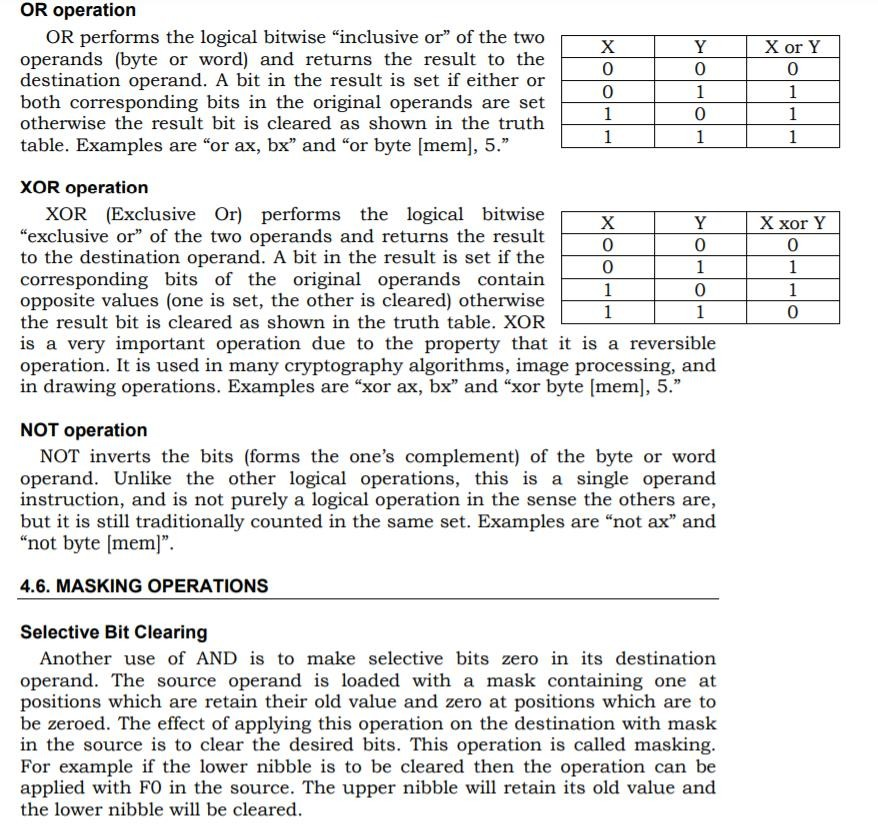 OR operation
OR performs the logical bitwise “inclusive or” of the two
operands (byte or word) and returns the result to the
destination operand. A bit in the result is set if either or
both corresponding bits in the original operands are set
otherwise the result bit is cleared as shown in the truth
table. Examples are “or ax, bx” and “or byte [mem], 5.”
X Y X or Y
0 0 0
0 1 1
1 0 1
1 1 1
XOR operation
XOR (Exclusive Or) performs the logical bitwise
“exclusive or” of the two operands and returns the result
to the destination operand. A bit in the result is set if the
corresponding bits of the original operands contain
opposite values (one is set, the other is cleared) otherwise
the result bit is cleared as shown in the truth table. XOR
is a very important operation due to the property that it is a reversible
operation. It is used in many cryptography algorithms, image processing, and
in drawing operations. Examples are “xor ax, bx” and “xor byte [mem], 5.”
X Y X xor Y
0 0 0
0 1 1
1 0 1
1 1 0
NOT operation
NOT inverts the bits (forms the one’s complement) of the byte or word
operand. Unlike the other logical operations, this is a single operand
instruction, and is not purely a logical operation in the sense the others are,
but it is still traditionally counted in the same set. Examples are “not ax” and
“not byte [mem]”.
4.6. MASKING OPERATIONS
Selective Bit Clearing
Another use of AND is to make selective bits zero in its destination
operand. The source operand is loaded with a mask containing one at
positions which are retain their old value and zero at positions which are to
be zeroed. The effect of applying this operation on the destination with mask
in the source is to clear the desired bits. This operation is called masking.
For example if the lower nibble is to be cleared then the operation can be
applied with F0 in the source. The upper nibble will retain its old value and
the lower nibble will be cleared.